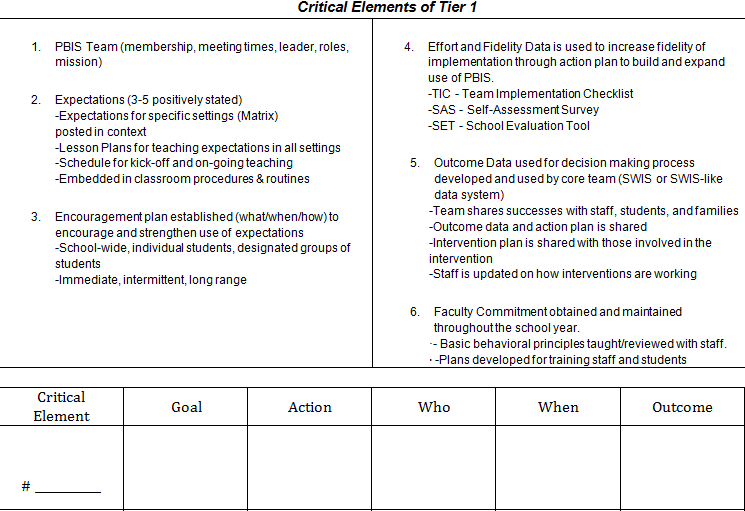 Critical Elements of Tier 1
1. PBIS Team (membership, meeting times, leader, roles,
mission)
2. Expectations (3-5 positively stated)
-Expectations for specific settings (Matrix)
posted in context
-Lesson Plans for teaching expectations in all settings
-Schedule for kick-off and on-going teaching
-Embedded in classroom procedures & routines
3. Encouragement plan established (what/when/how) to
encourage and strengthen use of expectations
-School-wide, individual students, designated groups of
students
-Immediate, intermittent, long range
4. Effort and Fidelity Data is used to increase fidelity of
implementation through action plan to build and expand
use of PBIS.
-TIC - Team Implementation Checklist
-SAS - Self-Assessment Survey
-SET - School Evaluation Tool
5. Outcome Data used for decision making process
developed and used by core team (SWIS or SWIS-like
data system)
-Team shares successes with staff, students, and families
-Outcome data and action plan is shared
-Intervention plan is shared with those involved in the
intervention
-Staff is updated on how interventions are working
6. Faculty Commitment obtained and maintained
throughout the school year.
·- Basic behavioral principles taught/reviewed with staff.
· -Plans developed for training staff and students
Critical
Element
Goal
Action
Who
When
Outcome
# _________